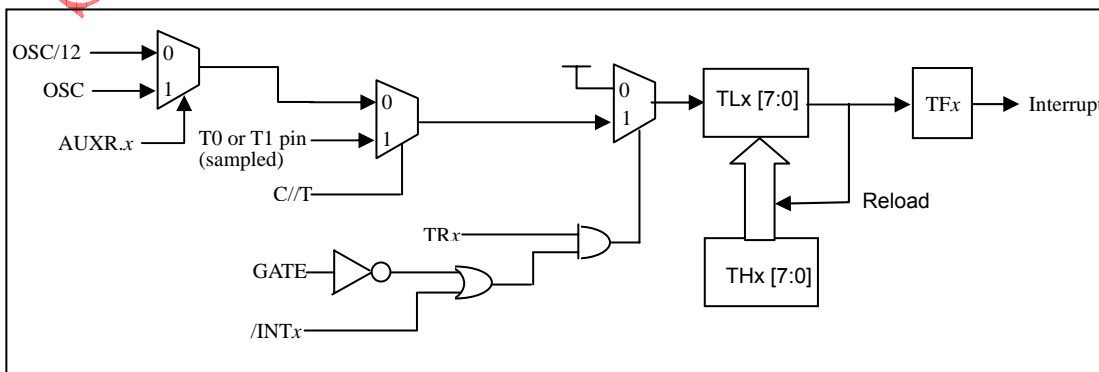 OSC/12
0
OSC
1
AUXR.x
0
T0 or T1 pin
1
(sampled)
C//T
0
1
TLx [7:0]
TFx
Interrupt
Reload
TRx
GATE
THx [7:0]
/INTx